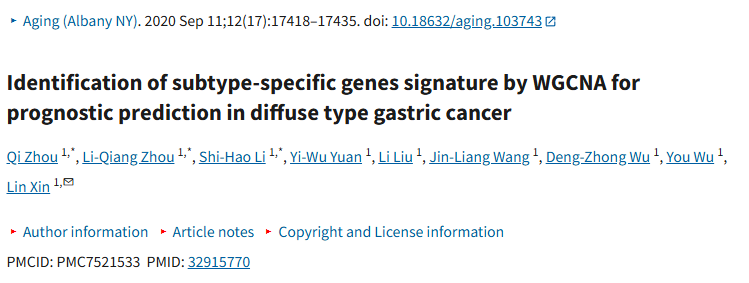 Aging (Albany NY). 2020 Sep 11;12(17):17418–17435. doi: 10.18632/aging.103743
Identification of subtype-specific genes signature by WGCNA for
prognostic prediction in diffuse type gastric cancer
Qi Zhou 1,*, Li-Qiang Zhou 1,*, Shi-Hao Li 1,*, Yi-Wu Yuan 1, Li Liu 1, Jin-Liang Wang 1, Deng-Zhong Wu 1, You Wu 1,
Lin Xin 1,✉
Author information Article notes Copyright and License information
PMCID: PMC7521533 PMID: 32915770